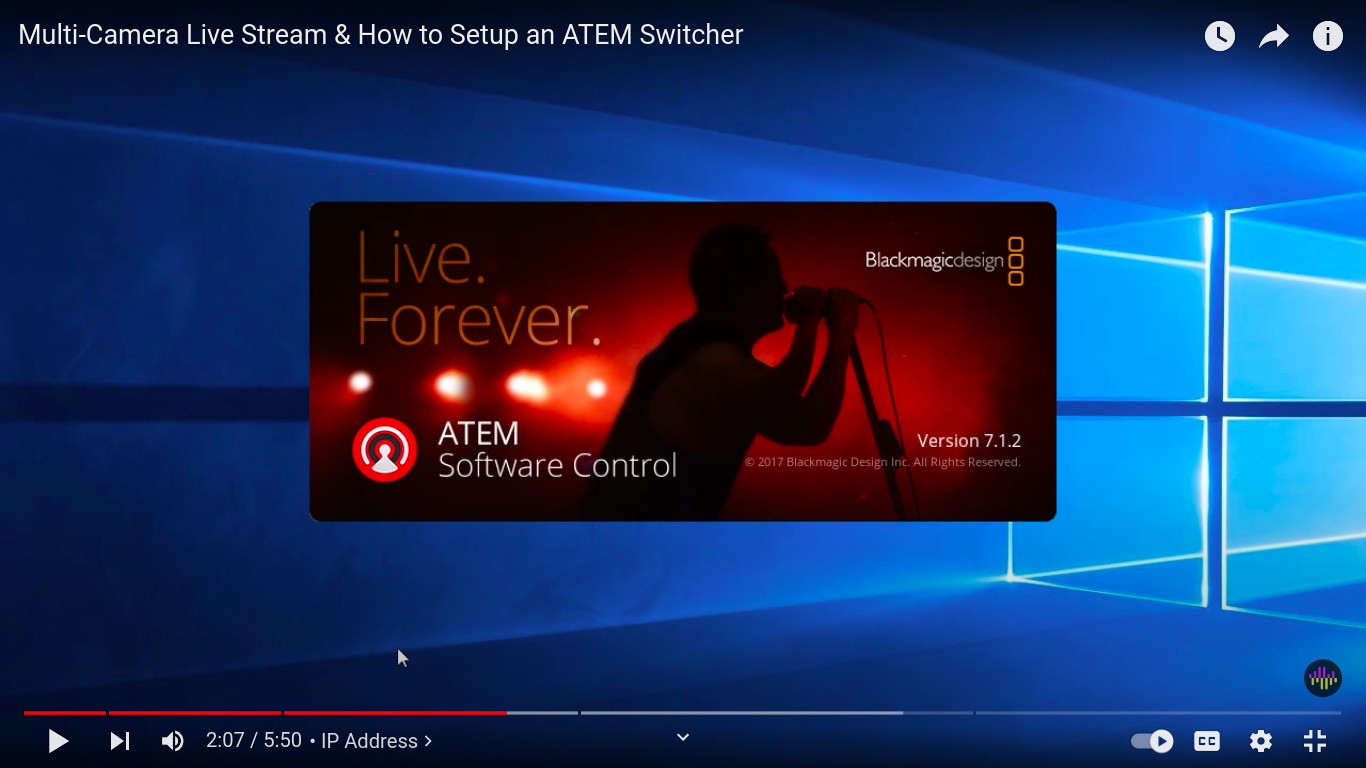 Multi-Camera Live Stream & How to Setup an ATEM Switcher
Live.
Forever.
Blackmagicdesign
ATEM
Software Control
Version 7.1.2
© 2017 Blackmagic Design Inc. All Rights Reserved.
2:07 / 5:50 • IP Address >
CC